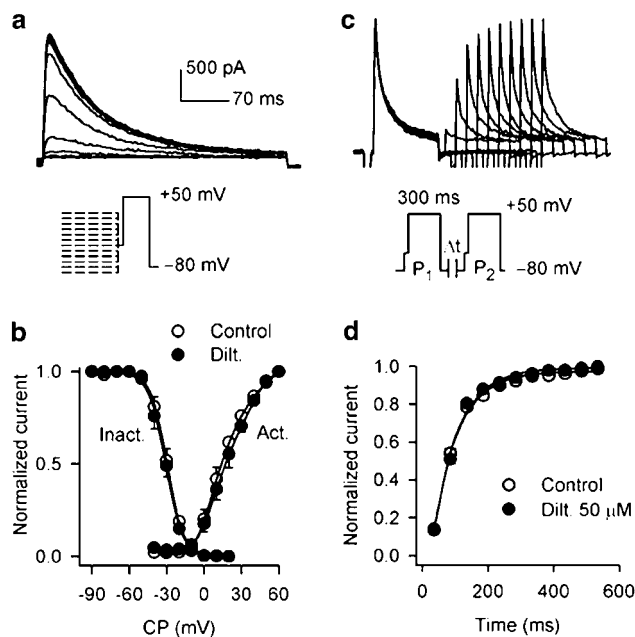 a
500 pA
70 ms
+50 mV
−80 mV
c
300 ms
+50 mV
Δt
P1
P2
−80 mV
b
Control
Dilt.
Normalized current
1.0
0.5
0.0
Inact.
Act.
-90 -60 -30 0 30 60
CP (mV)
d
Normalized current
1.0
0.8
0.6
0.4
0.2
0.0
Control
Dilt. 50 µM
0 200 400 600
Time (ms)